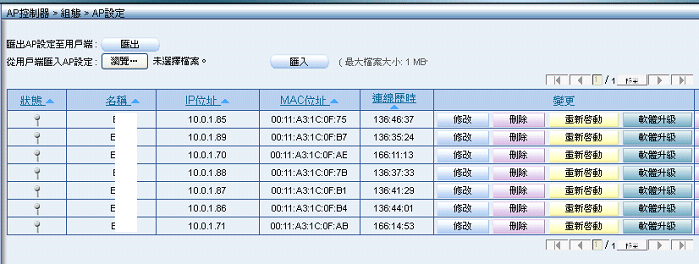 AP控制器 > 組態 > AP設定
匯出AP設定至用戶端: 匯出
從用戶端匯入AP設定: 瀏覽… 未選擇檔案。 匯入 (最大檔案大小: 1 MB
1 / 1
狀態 名稱 IP位址 MAC位址 連線歷時 變更
10.0.1.85 00:11:A3:1C:0F:75 136:46:37 修改 刪除 重新啓動 軟體升級
10.0.1.89 00:11:A3:1C:0F:B7 136:35:24 修改 刪除 重新啓動 軟體升級
10.0.1.70 00:11:A3:1C:0F:AE 166:11:13 修改 刪除 重新啓動 軟體升級
10.0.1.88 00:11:A3:1C:0F:7B 136:37:33 修改 刪除 重新啓動 軟體升級
10.0.1.87 00:11:A3:1C:0F:B1 136:41:29 修改 刪除 重新啓動 軟體升級
10.0.1.86 00:11:A3:1C:0F:B4 136:44:01 修改 刪除 重新啓動 軟體升級
10.0.1.71 00:11:A3:1C:0F:AB 166:14:53 修改 刪除 重新啓動 軟體升級
1 / 1